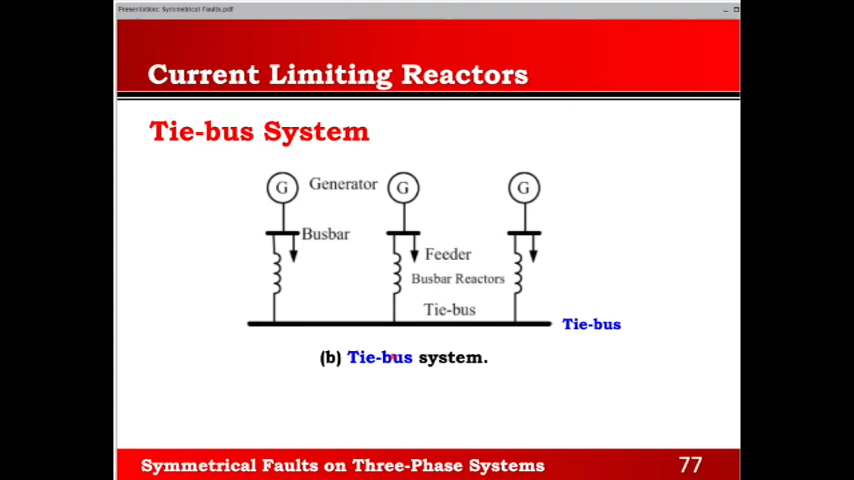 Presentation: Symmetrical Faults.pdf
Current Limiting Reactors
Tie-bus System
G Generator G G
Busbar
Feeder
Busbar Reactors
Tie-bus
Tie-bus
(b) Tie-bus system.
Symmetrical Faults on Three-Phase Systems 77